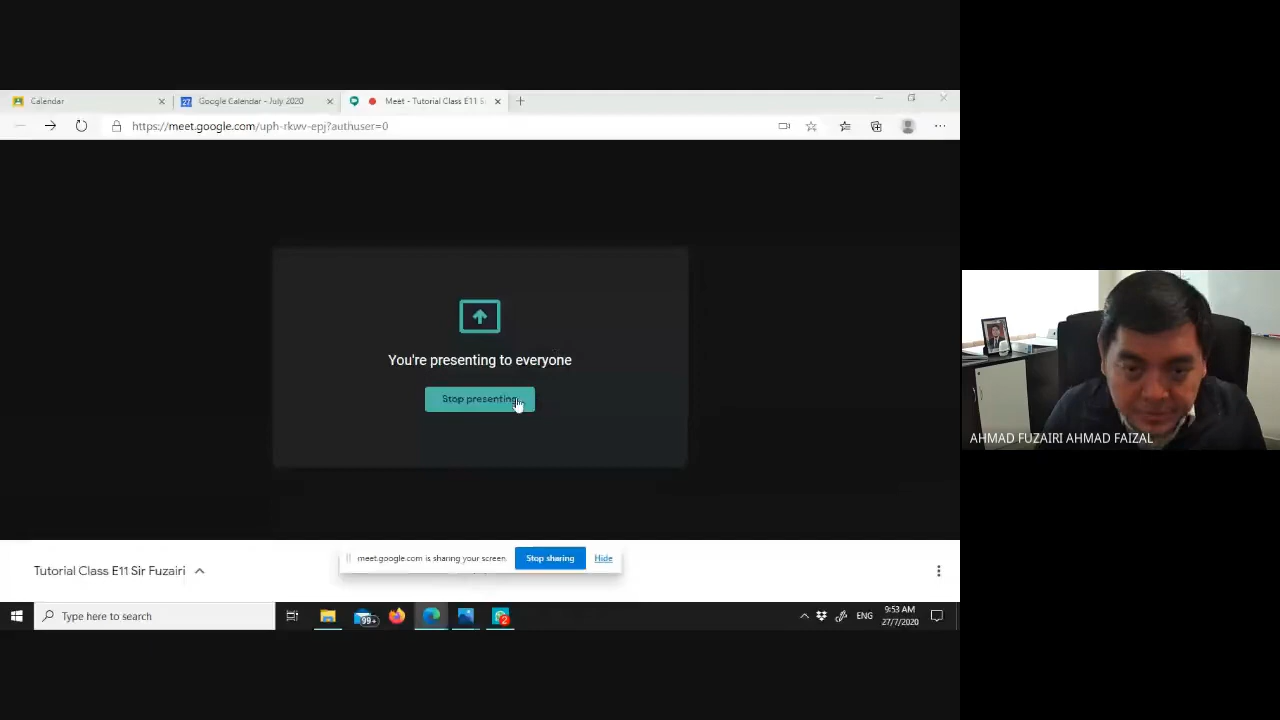 Calendar
Google Calendar - July 2020
Meet - Tutorial Class E11 S
https://meet.google.com/uph-rkwv-epj?authuser=0
You're presenting to everyone
Stop presenting
AHMAD FUZAIRI AHMAD FAIZAL
meet.google.com is sharing your screen.
Stop sharing
Hide
Tutorial Class E11 Sir Fuzairi
Type here to search
99+
2
ENG
9:53 AM
27/7/2020